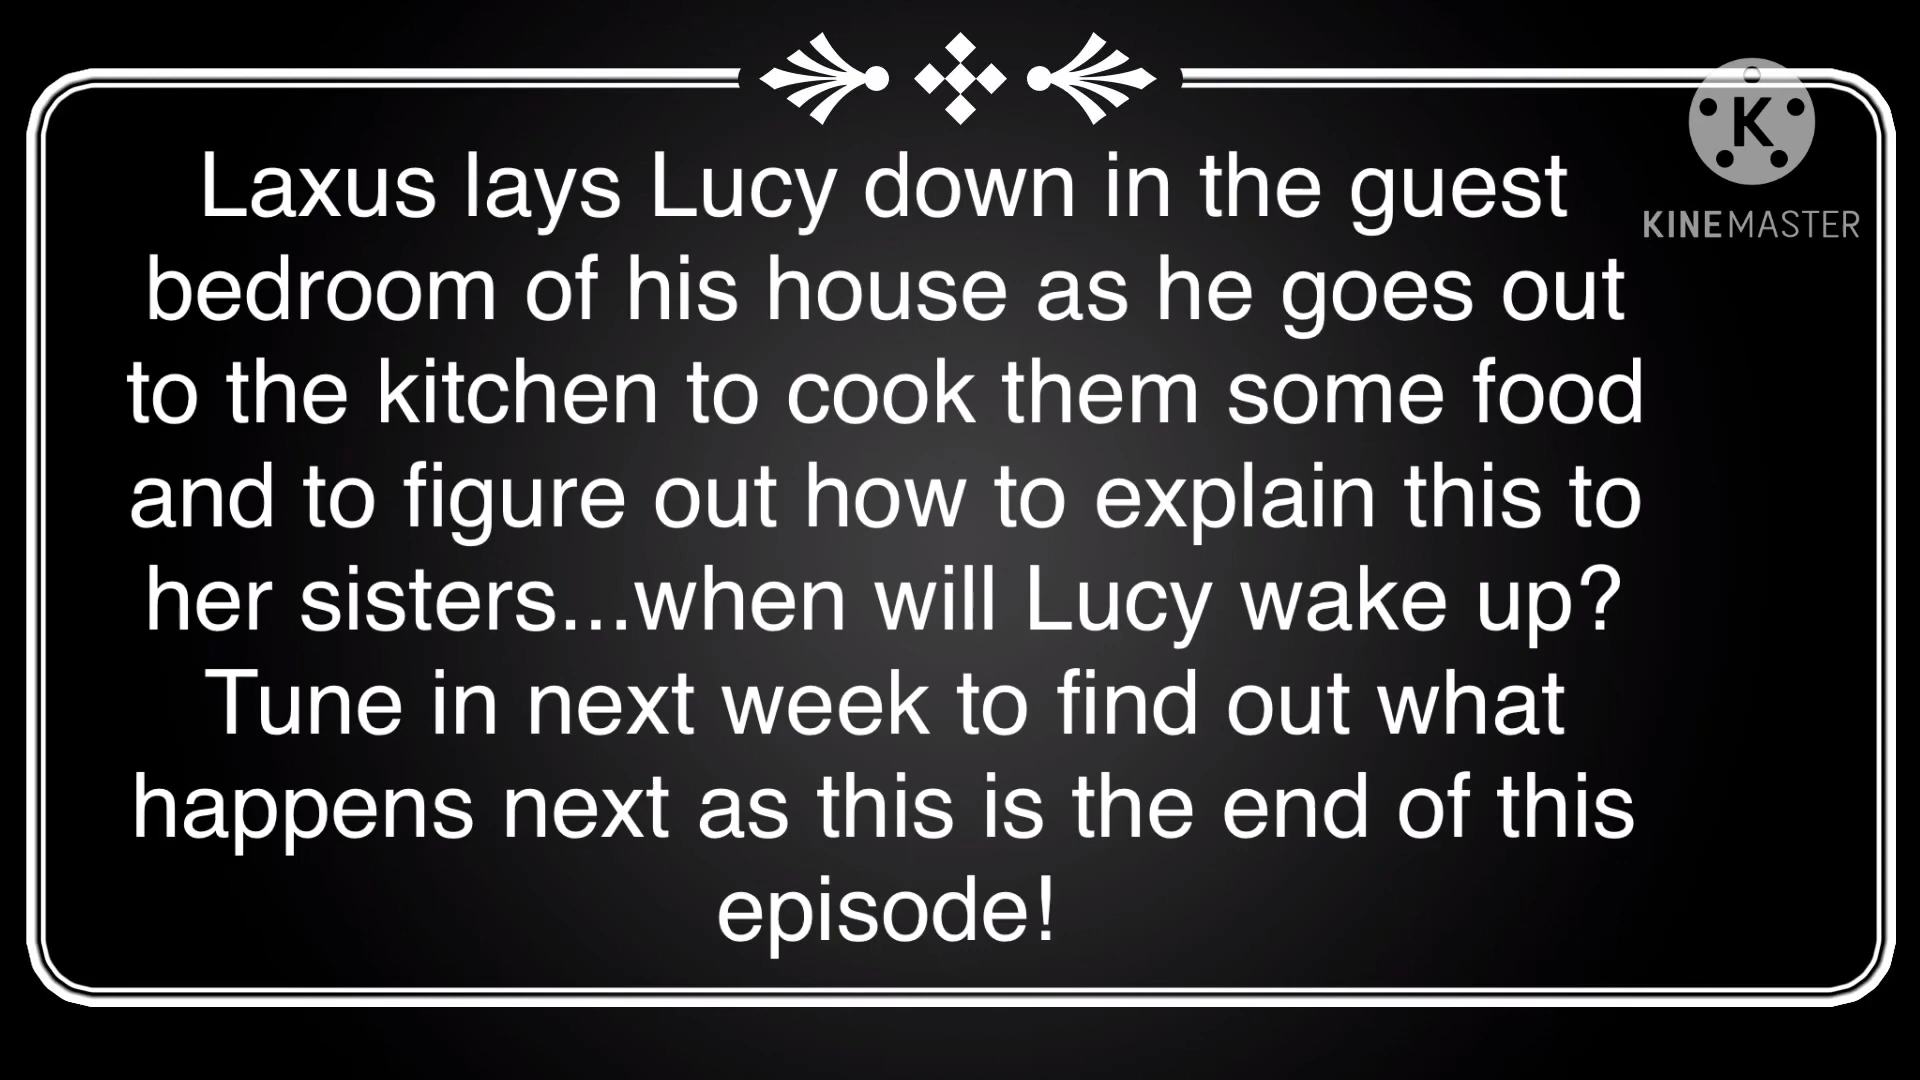 Laxus lays Lucy down in the guest
bedroom of his house as he goes out
to the kitchen to cook them some food
and to figure out how to explain this to
her sisters...when will Lucy wake up?
Tune in next week to find out what
happens next as this is the end of this
episode!
K
KINEMASTER